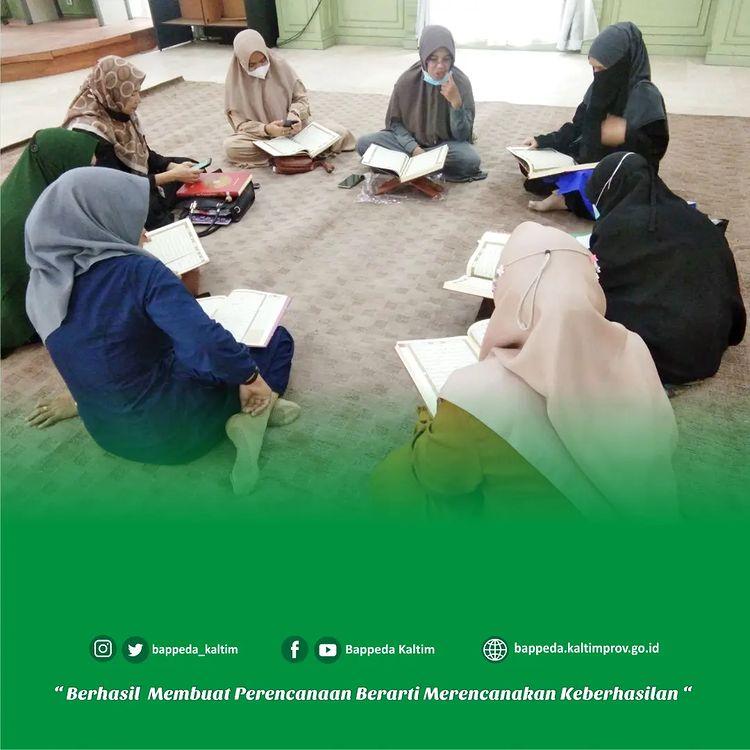 bappeda_kaltim
Bappeda Kaltim
bappeda.kaltimprov.go.id
“ Berhasil Membuat Perencanaan Berarti Merencanakan Keberhasilan “